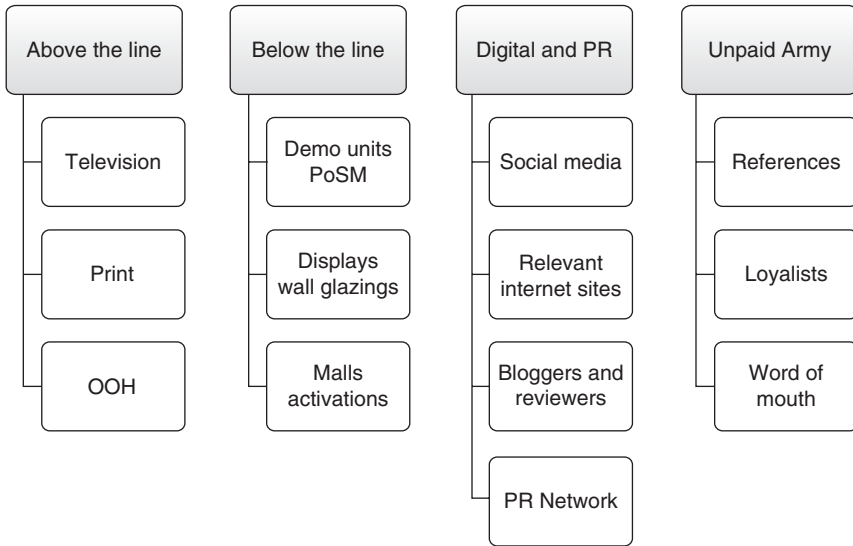 Above the line
Television
Print
OOH
Below the line
Demo units
PoSM
Displays
wall glazings
Malls
activations
Digital and PR
Social media
Relevant
internet sites
Bloggers and
reviewers
PR Network
Unpaid Army
References
Loyalists
Word of
mouth